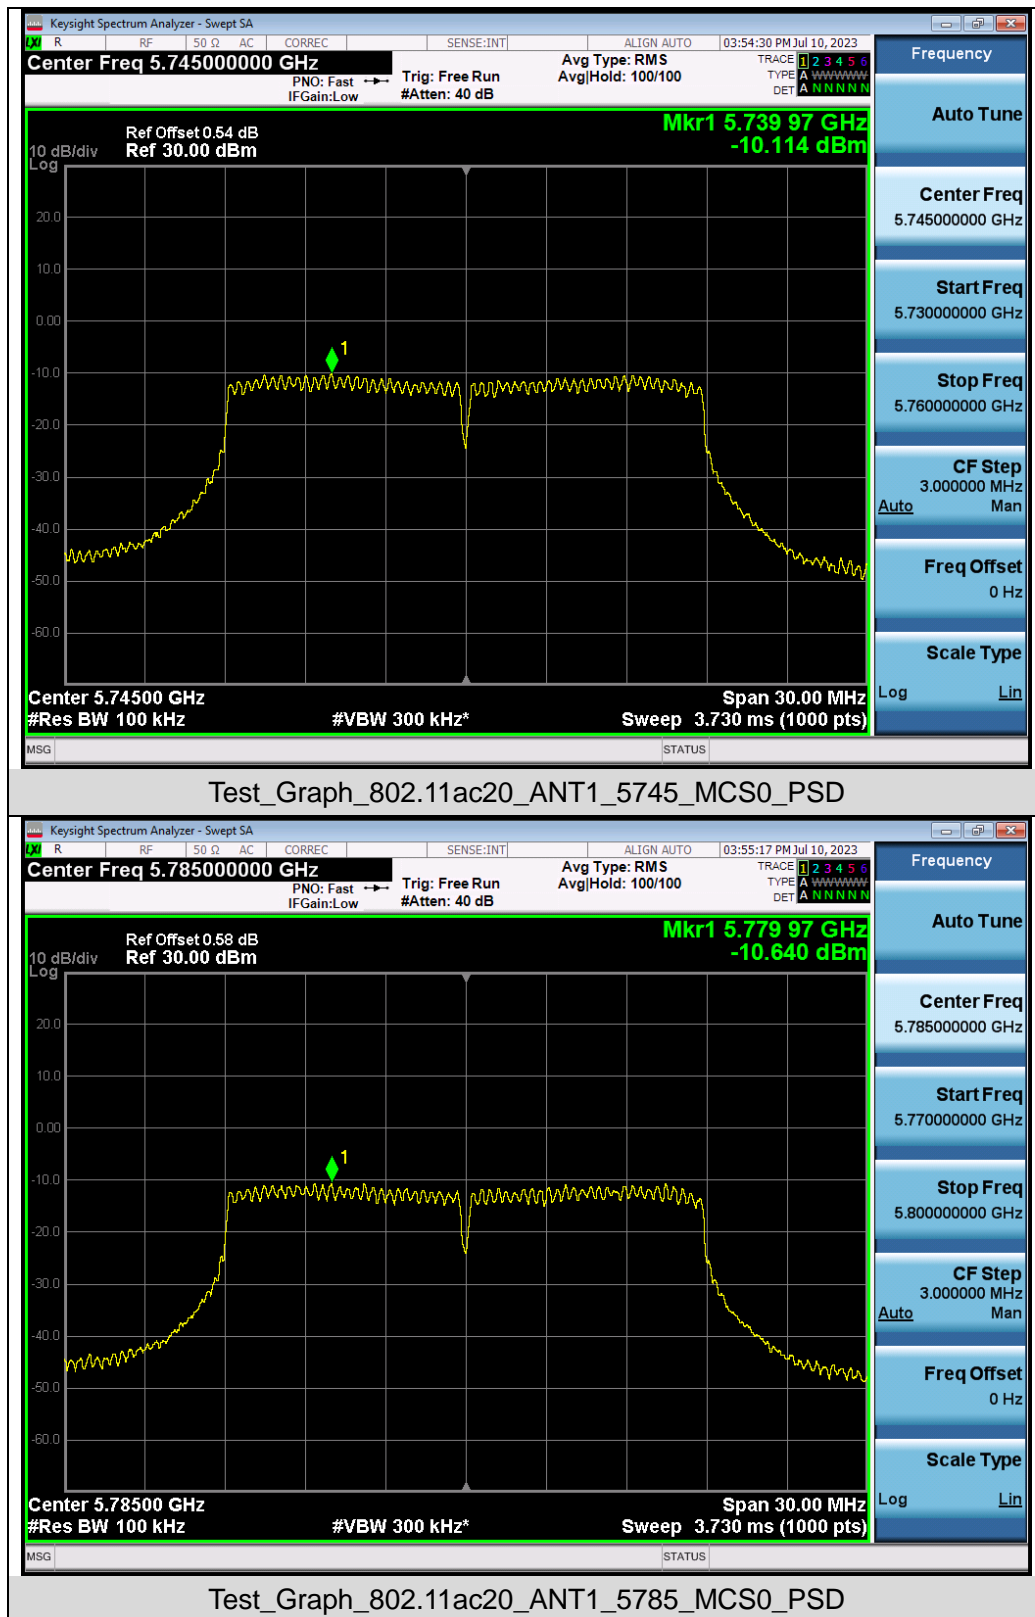 Keysight Spectrum Analyzer - Swept SA
LXI R RF 50 Ω AC CORREC SENSE:INT ALIGN AUTO 03:54:30 PM Jul 10, 2023
Center Freq 5.745000000 GHz
PNO: Fast
IFGain:Low
Trig: Free Run
#Atten: 40 dB
Avg Type: RMS
Avg|Hold: 100/100
TRACE 1 2 3 4 5 6
TYPE A WWWWW
DET A N N N N N
Ref Offset 0.54 dB
Ref 30.00 dBm
10 dB/div
Log
Mkr1 5.739 97 GHz
-10.114 dBm
1
20.0
10.0
0.00
-10.0
-20.0
-30.0
-40.0
-50.0
-60.0
Center 5.74500 GHz
#Res BW 100 kHz
#VBW 300 kHz*
Span 30.00 MHz
Sweep 3.730 ms (1000 pts)
MSG
STATUS
Frequency
Auto Tune
Center Freq
5.745000000 GHz
Start Freq
5.730000000 GHz
Stop Freq
5.760000000 GHz
CF Step
3.000000 MHz
Auto Man
Freq Offset
0 Hz
Scale Type
Log Lin
Test_Graph_802.11ac20_ANT1_5745_MCS0_PSD
Keysight Spectrum Analyzer - Swept SA
LXI R RF 50 Ω AC CORREC SENSE:INT ALIGN AUTO 03:55:17 PM Jul 10, 2023
Center Freq 5.785000000 GHz
PNO: Fast
IFGain:Low
Trig: Free Run
#Atten: 40 dB
Avg Type: RMS
Avg|Hold: 100/100
TRACE 1 2 3 4 5 6
TYPE A WWWWW
DET A N N N N N
Ref Offset 0.58 dB
Ref 30.00 dBm
10 dB/div
Log
Mkr1 5.779 97 GHz
-10.640 dBm
1
20.0
10.0
0.00
-10.0
-20.0
-30.0
-40.0
-50.0
-60.0
Center 5.78500 GHz
#Res BW 100 kHz
#VBW 300 kHz*
Span 30.00 MHz
Sweep 3.730 ms (1000 pts)
MSG
STATUS
Frequency
Auto Tune
Center Freq
5.785000000 GHz
Start Freq
5.770000000 GHz
Stop Freq
5.800000000 GHz
CF Step
3.000000 MHz
Auto Man
Freq Offset
0 Hz
Scale Type
Log Lin
Test_Graph_802.11ac20_ANT1_5785_MCS0_PSD